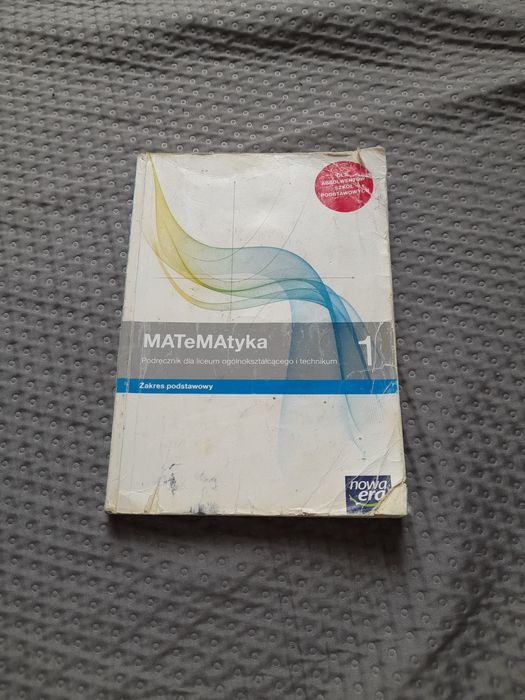 DLA
ABSOLWENTÓW
SZKÓŁ
PODSTAWOWYCH
MATeMAtyka 1
Podręcznik dla liceum ogólnokształcącego i technikum
Zakres podstawowy
nowa
era